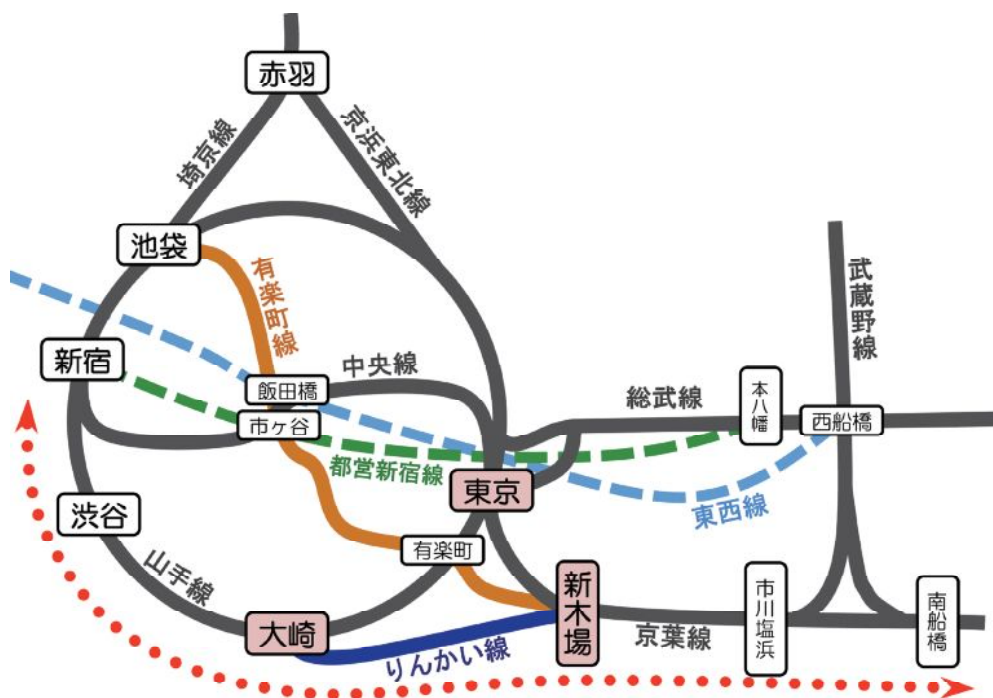 赤羽
埼京線
京浜東北線
池袋
有楽町線
武蔵野線
新宿
中央線
飯田橋
総武線
本八幡
西船橋
市ヶ谷
都営新宿線
東京
東西線
渋谷
有楽町
山手線
新木場
市川塩浜
南船橋
大崎
りんかい線
京葉線